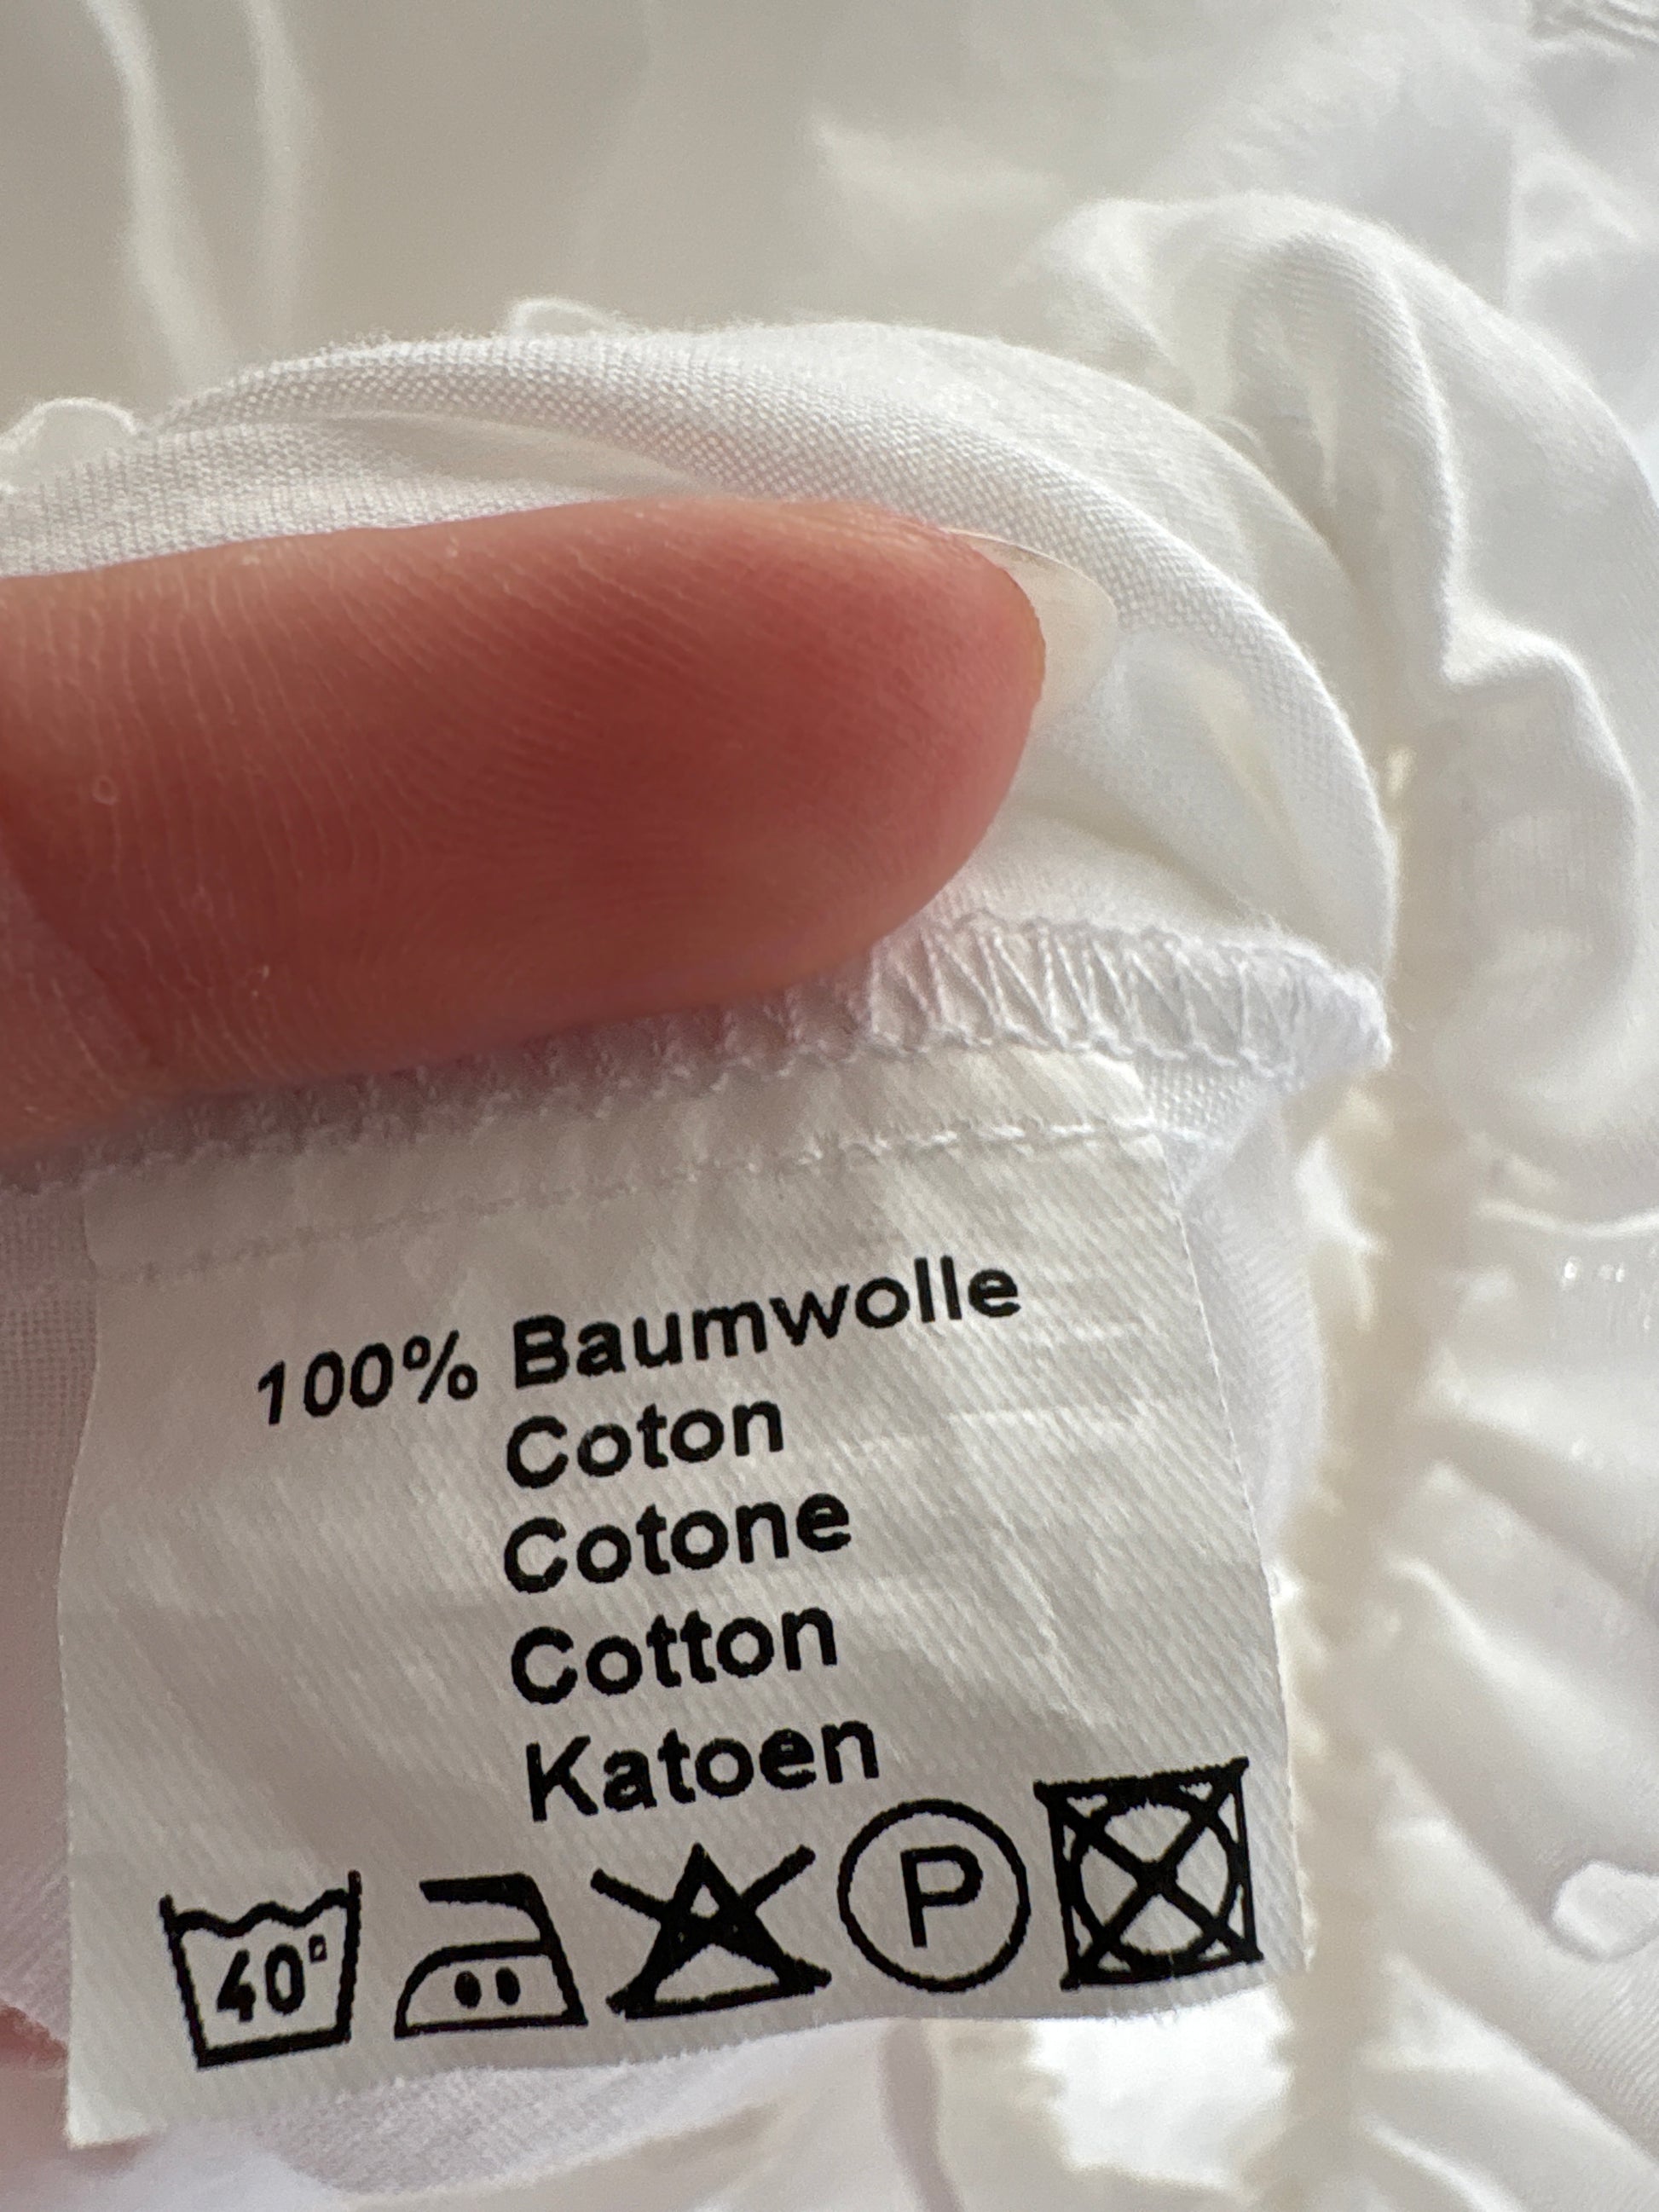 100% Baumwolle
Coton
Cotone
Cotton
Katoen
40° P